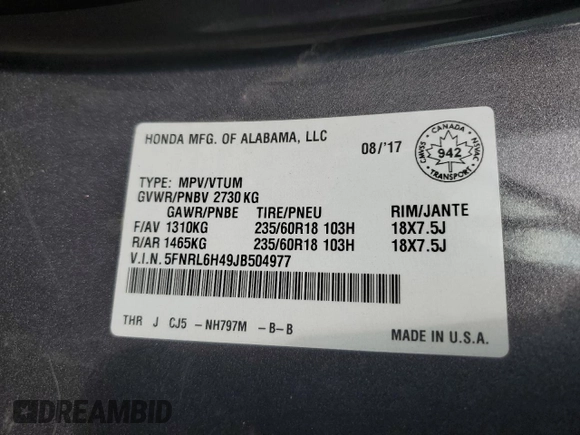 HONDA MFG. OF ALABAMA, LLC
08/'17
CANADA
CMVSS NSVAC
942
TRANSPORT
TYPE: MPV/VTUM
GVWR/PNBV 2730 KG
GAWR/PNBE TIRE/PNEU RIM/JANTE
F/AV 1310KG 235/60R18 103H 18X7.5J
R/AR 1465KG 235/60R18 103H 18X7.5J
V.I.N. 5FNRL6H49JB504977
THR J CJ5 -NH797M -B-B
MADE IN U.S.A.
DREAMBID